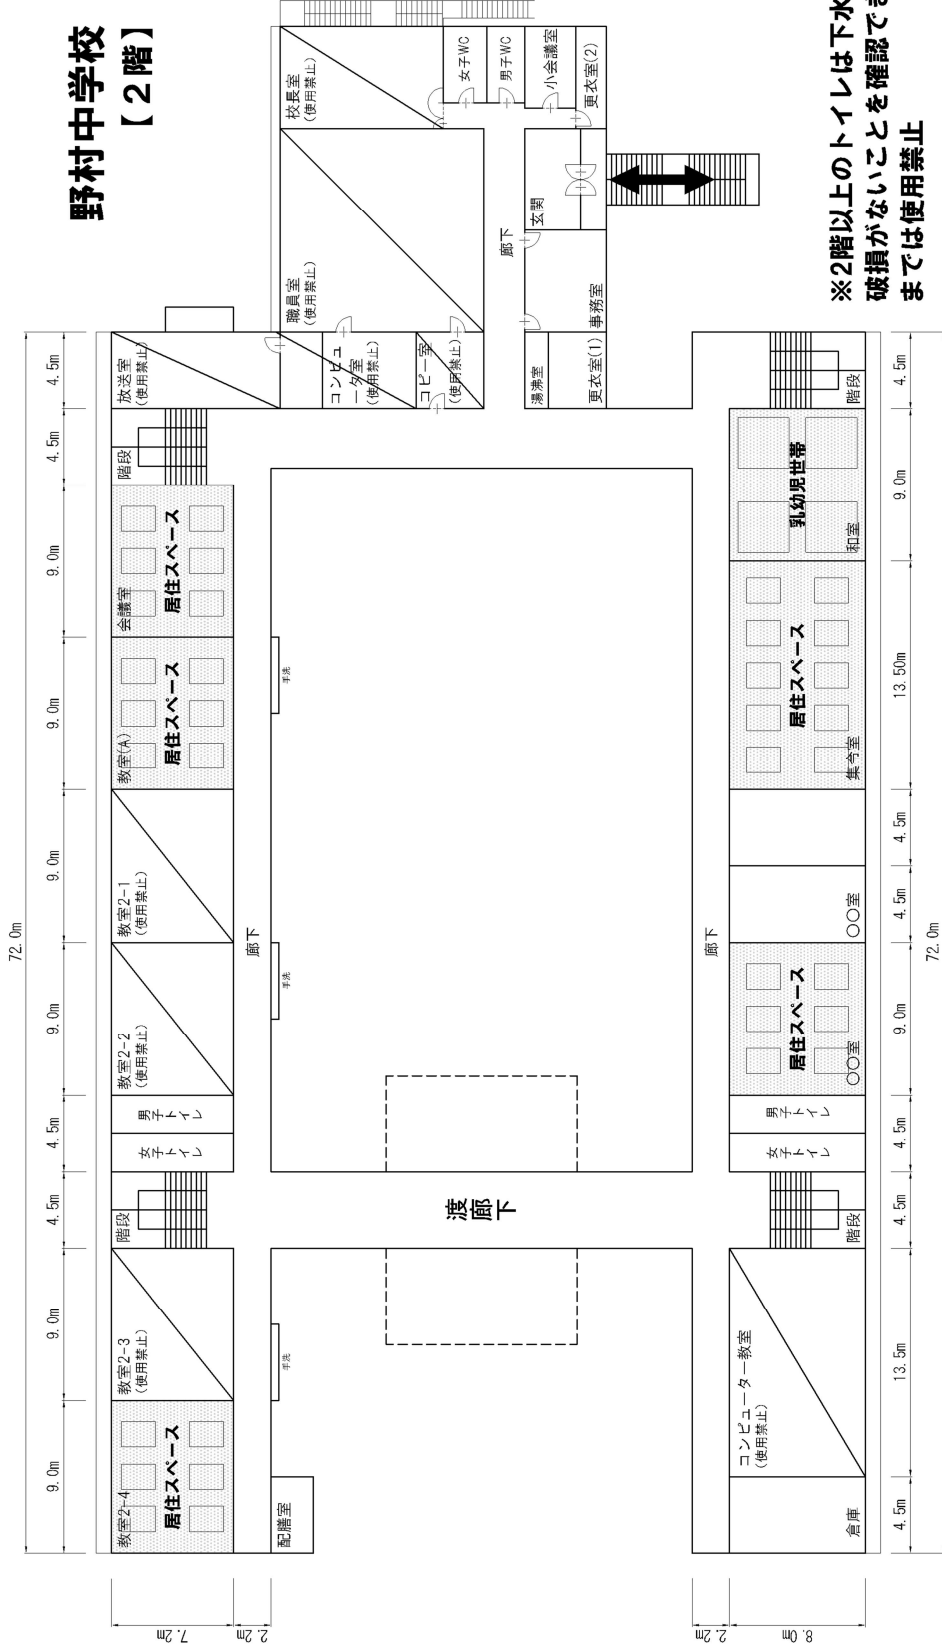 野村中学校
【２階】
72.0m
9.0m
9.0m
4.5m
4.5m
9.0m
9.0m
9.0m
9.0m
4.5m
4.5m
7.2m
2.2m
教室2-4
居住スペース
教室2-3
(使用禁止)
階段
女子トイレ
男子トイレ
教室2-2
(使用禁止)
教室2-1
(使用禁止)
教室(A)
居住スペース
会議室
居住スペース
階段
放送室
(使用禁止)
廊下
配膳室
手洗
手洗
手洗
渡廊下
コンピュータ室
(使用禁止)
コピー室
(使用禁止)
職員室
(使用禁止)
校長室
(使用禁止)
女子WC
男子WC
小会議室
更衣室(2)
廊下
湯沸室
更衣室(1)
事務室
玄関
廊下
2.2m
8.0m
倉庫
コンピューター教室
(使用禁止)
階段
女子トイレ
男子トイレ
居住スペース
○○室
○○室
居住スペース
集令室
乳幼児世帯
和室
階段
4.5m
13.5m
4.5m
4.5m
9.0m
4.5m
4.5m
13.50m
9.0m
4.5m
72.0m
※2階以上のトイレは下水
破損がないことを確認でき
までは使用禁止